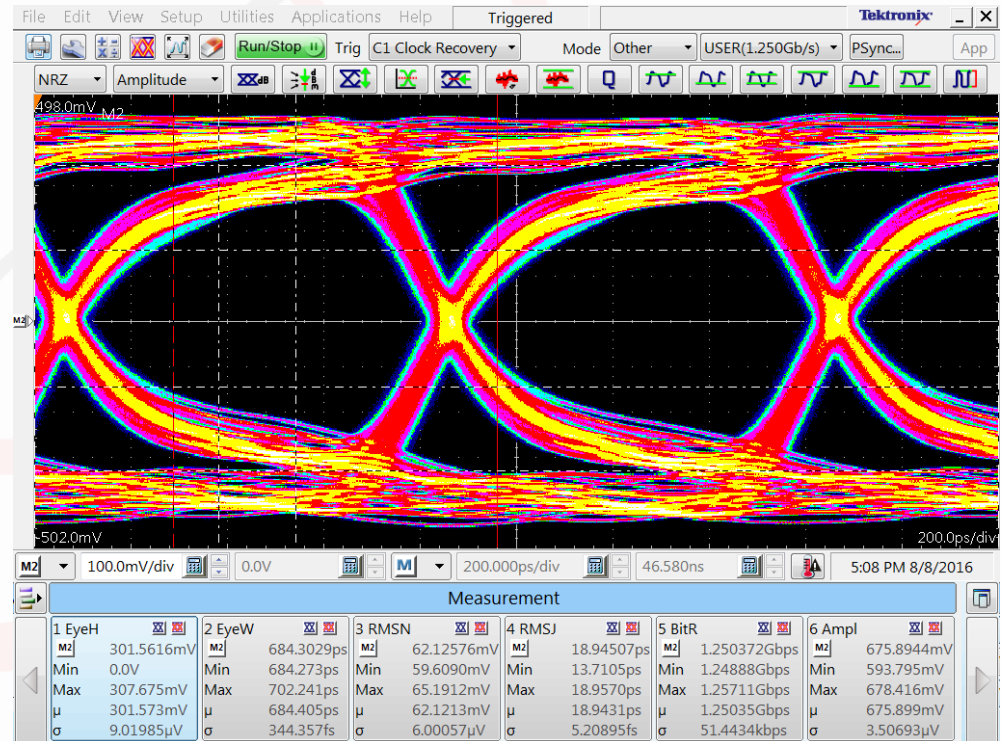 File Edit View Setup Utilities Applications Help Triggered Tektronix
Run/Stop Trig C1 Clock Recovery Mode Other USER(1.250Gb/s) PSync... App
NRZ Amplitude dB dBm Q
498.0mV M2
M2
-502.0mV 200.0ps/div
M2 100.0mV/div 0.0V M 200.000ps/div 46.580ns 5:08 PM 8/8/2016
Measurement
1 EyeH 2 EyeW 3 RMSN 4 RMSJ 5 BitR 6 Ampl
M2 301.5616mV M2 684.3029ps M2 62.12576mV M2 18.94507ps M2 1.250372Gbps M2 675.8944mV
Min 0.0V Min 684.273ps Min 59.6090mV Min 13.7105ps Min 1.24888Gbps Min 593.795mV
Max 307.675mV Max 702.241ps Max 65.1912mV Max 18.9570ps Max 1.25711Gbps Max 678.416mV
µ 301.573mV µ 684.405ps µ 62.1213mV µ 18.9431ps µ 1.25035Gbps µ 675.899mV
σ 9.01985µV σ 344.357fs σ 6.00057µV σ 5.20895fs σ 51.4434kbps σ 3.50693µV